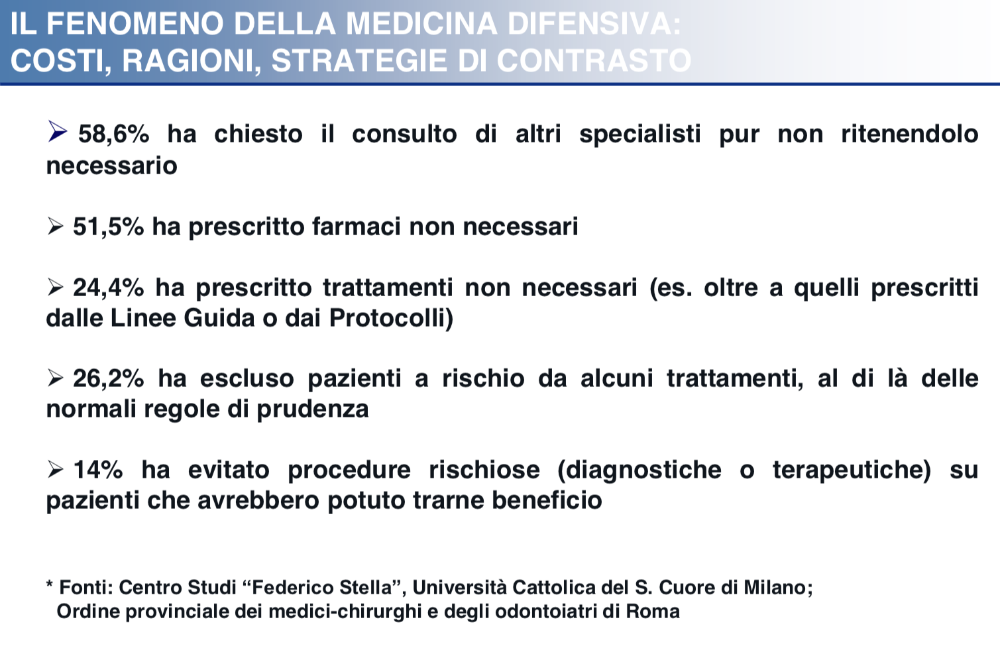 IL FENOMENO DELLA MEDICINA DIFENSIVA:
COSTI, RAGIONI, STRATEGIE DI CONTRASTO
➢ 58,6% ha chiesto il consulto di altri specialisti pur non ritenendolo
necessario
➢ 51,5% ha prescritto farmaci non necessari
➢ 24,4% ha prescritto trattamenti non necessari (es. oltre a quelli prescritti
dalle Linee Guida o dai Protocolli)
➢ 26,2% ha escluso pazienti a rischio da alcuni trattamenti, al di là delle
normali regole di prudenza
➢ 14% ha evitato procedure rischiose (diagnostiche o terapeutiche) su
pazienti che avrebbero potuto trarne beneficio
* Fonti: Centro Studi “Federico Stella”, Università Cattolica del S. Cuore di Milano;
Ordine provinciale dei medici-chirurghi e degli odontoiatri di Roma